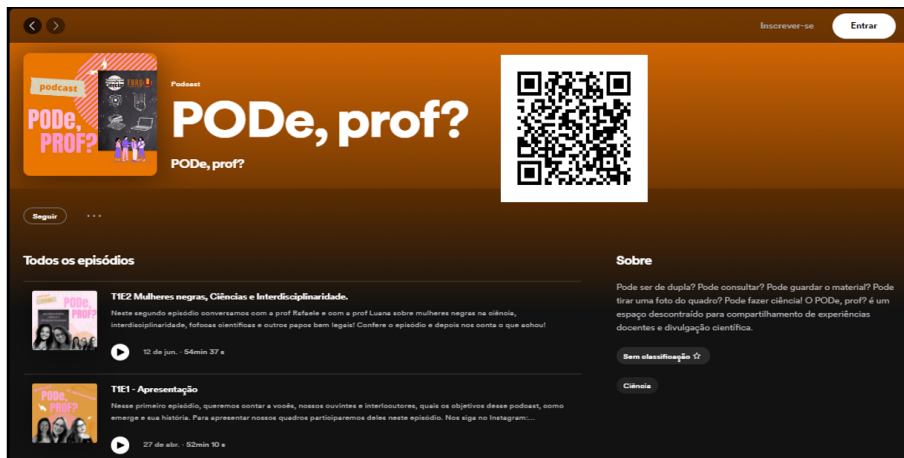 Inscrever-se
Entrar
podcast
PODe,
PROF?
Podcast
PODe, prof?
PODe, prof?
Seguir
Todos os episódios
T1E2 Mulheres negras, Ciências e Interdisciplinaridade.
Neste segundo episódio conversamos com a prof Rafaele e com a prof Luana sobre mulheres negras na ciência,
interdisciplinaridade, fofocas científicas e outros papos bem legais! Confere o episódio e depois nos conta o que achou!
12 de jun. · 54min 37 s
PODe,
PROF?
T1E1 - Apresentação
Nesse primeiro episódio, queremos contar a vocês, nossos ouvintes e interlocutores, quais os objetivos desse podcast, como
emerge e sua história. Para apresentar nossos quadros participaremos deles neste episódio. Nos siga no Instagram:...
27 de abr. · 52min 10 s
PODe,
PROF?
Sobre
Pode ser de dupla? Pode consultar? Pode guardar o material? Pode
tirar uma foto do quadro? Pode fazer ciência! O PODe, prof? é um
espaço descontraído para compartilhamento de experiências
docentes e divulgação científica.
Sem classificação ☆
Ciência